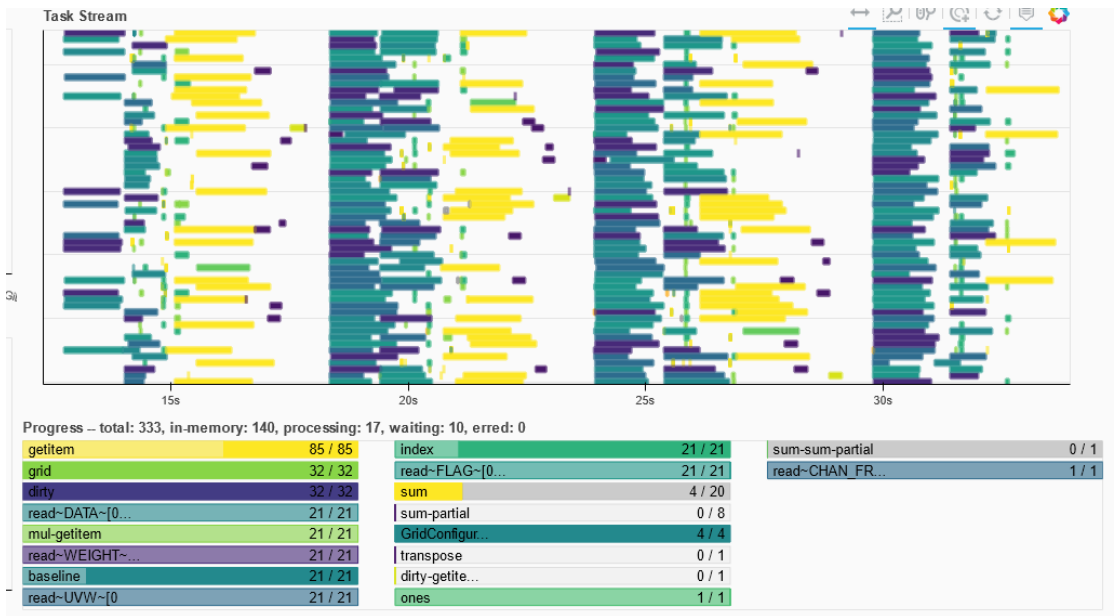 Task Stream
15s
20s
25s
30s
Progress -- total: 333, in-memory: 140, processing: 17, waiting: 10, erred: 0
getitem 85 / 85
grid 32 / 32
dirty 32 / 32
read~DATA~[0... 21 / 21
mul-getitem 21 / 21
read~WEIGHT~... 21 / 21
baseline 21 / 21
read~UVW~[0 21 / 21
index 21 / 21
read~FLAG~[0... 21 / 21
sum 4 / 20
sum-partial 0 / 8
GridConfigur... 4 / 4
transpose 0 / 1
dirty-getite... 0 / 1
ones 1 / 1
sum-sum-partial 0 / 1
read~CHAN_FR... 1 / 1